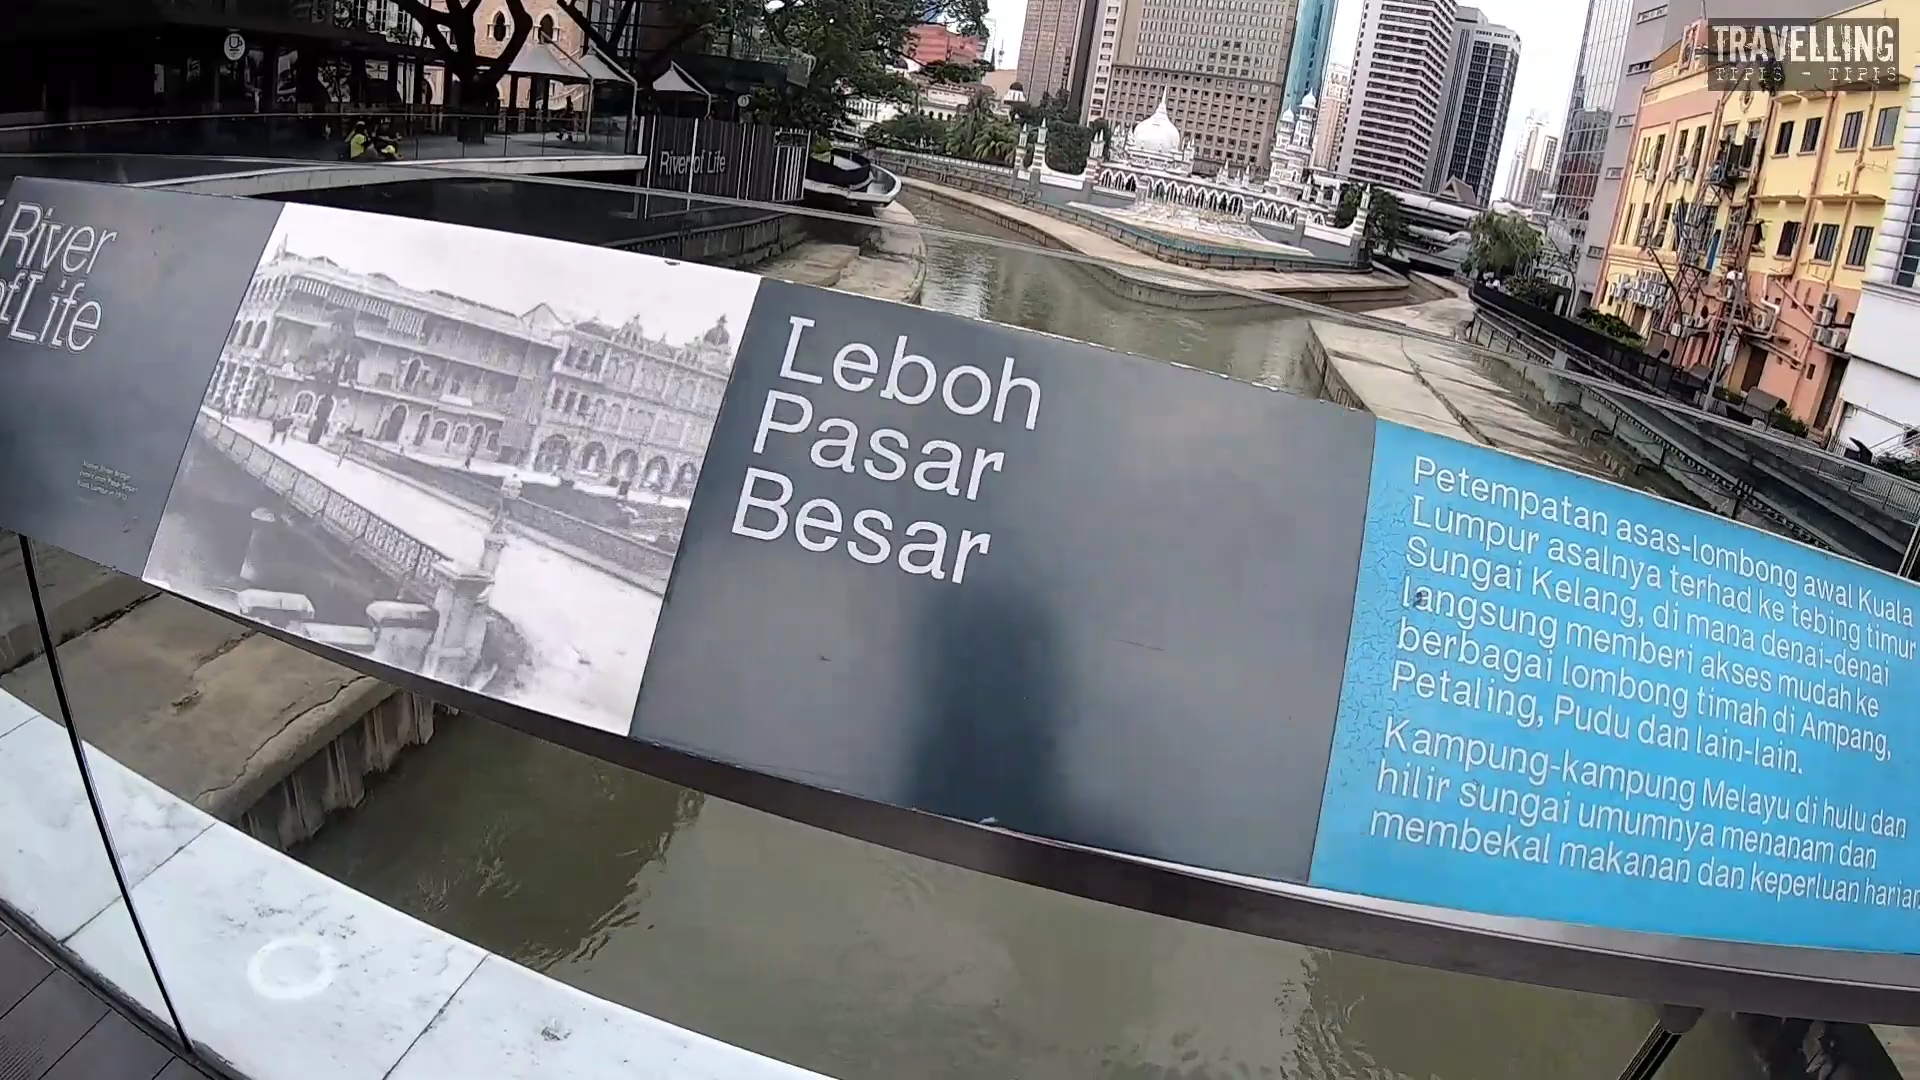 TRAVELLING
TIPIS - TIPIS
River of Life
River
of Life
Leboh
Pasar
Besar
Petempatan asas-lombong awal Kuala
Lumpur asalnya terhad ke tebing timur
Sungai Kelang, di mana denai-denai
langsung memberi akses mudah ke
berbagai lombong timah di Ampang,
Petaling, Pudu dan lain-lain.
Kampung-kampung Melayu di hulu dan
hilir sungai umumnya menanam dan
membekal makanan dan keperluan harian